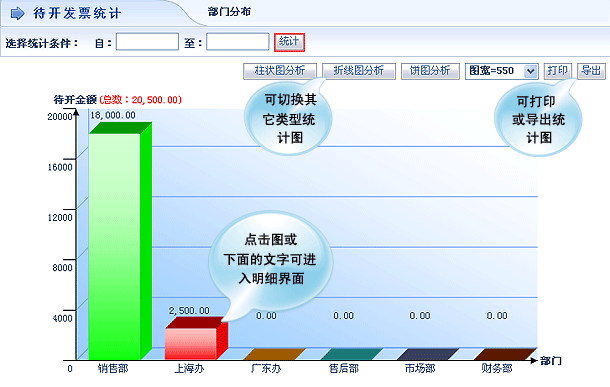 待开发票统计 部门分布
选择统计条件： 自： 至： 统计
柱状图分析 折线图分析 饼图分析 图宽=550 打印 导出
可切换其
它类型统
计图
可打印
或导出统
计图
待开金额(总数：20,500.00)
20000
18,000.00
16000
12000
点击图或
下面的文字可进
入明细界面
8000
4000
2,500.00 0.00 0.00 0.00 0.00
0
部门
销售部 上海办 广东办 售后部 市场部 财务部